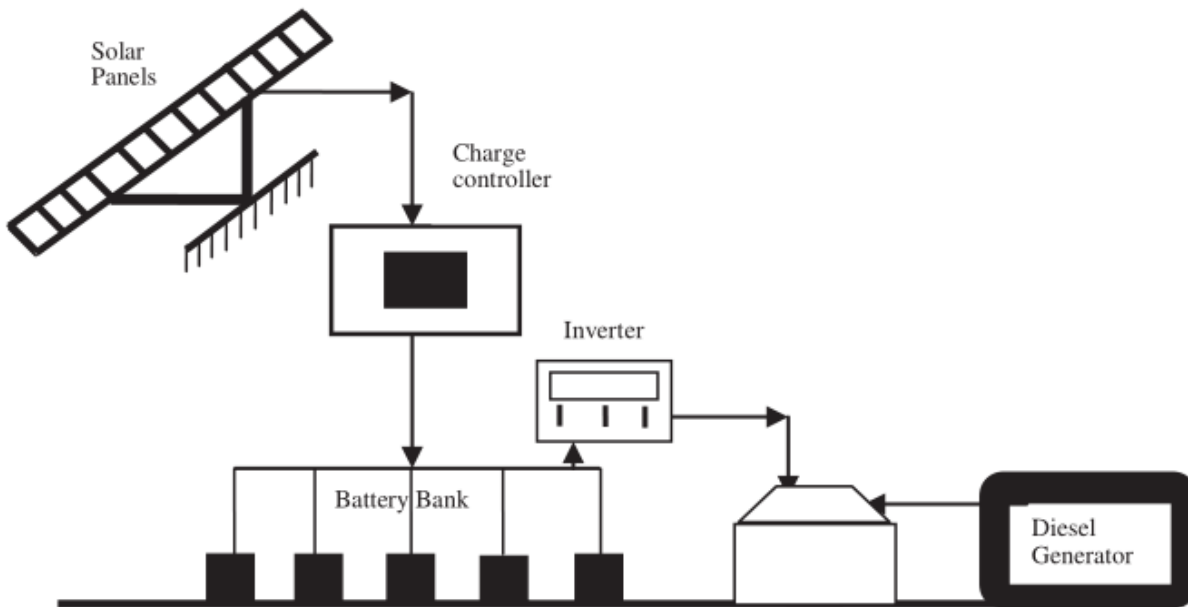 Solar
Panels
Charge
controller
Inverter
Battery Bank
Diesel
Generator